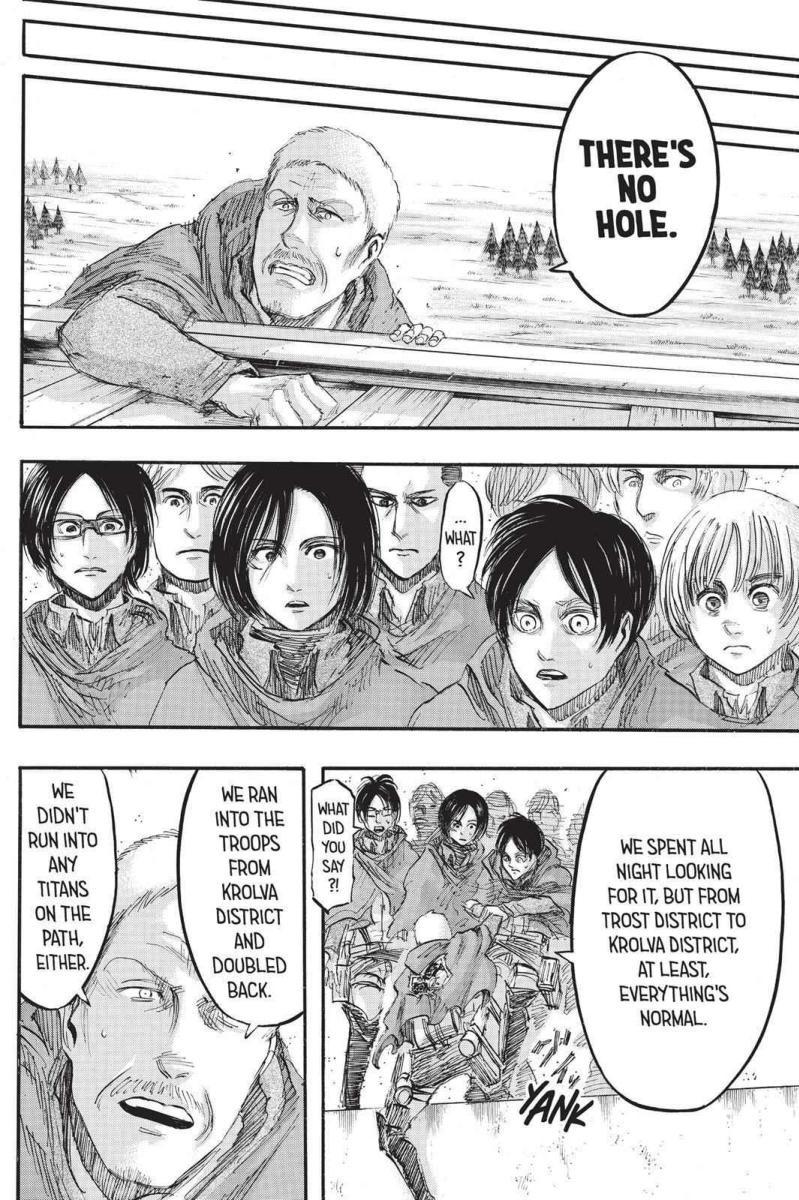 THERE'S
NO
HOLE.
...
WHAT
?
WE SPENT ALL
NIGHT LOOKING
FOR IT, BUT FROM
TROST DISTRICT TO
KROLVA DISTRICT,
AT LEAST,
EVERYTHING'S
NORMAL.
YANK
WHAT
DID
YOU
SAY
?!
WE RAN
INTO THE
TROOPS
FROM
KROLVA
DISTRICT
AND
DOUBLED
BACK.
WE
DIDN'T
RUN INTO
ANY
TITANS
ON THE
PATH,
EITHER.